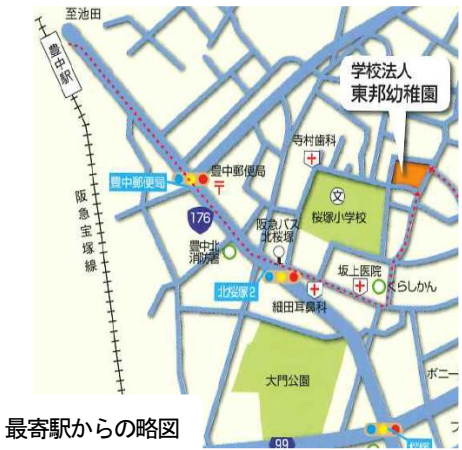 至池田
豊中駅
学校法人
東邦幼稚園
寺村歯科
豊中郵便局
豊中郵便局
文
桜塚小学校
176
阪急バス
北桜塚
阪急宝塚線
豊中北
消防署
坂上医院
くらしかん
北桜塚2
細田耳鼻科
大門公園
ボニー
最寄駅からの略図
99
桜塚